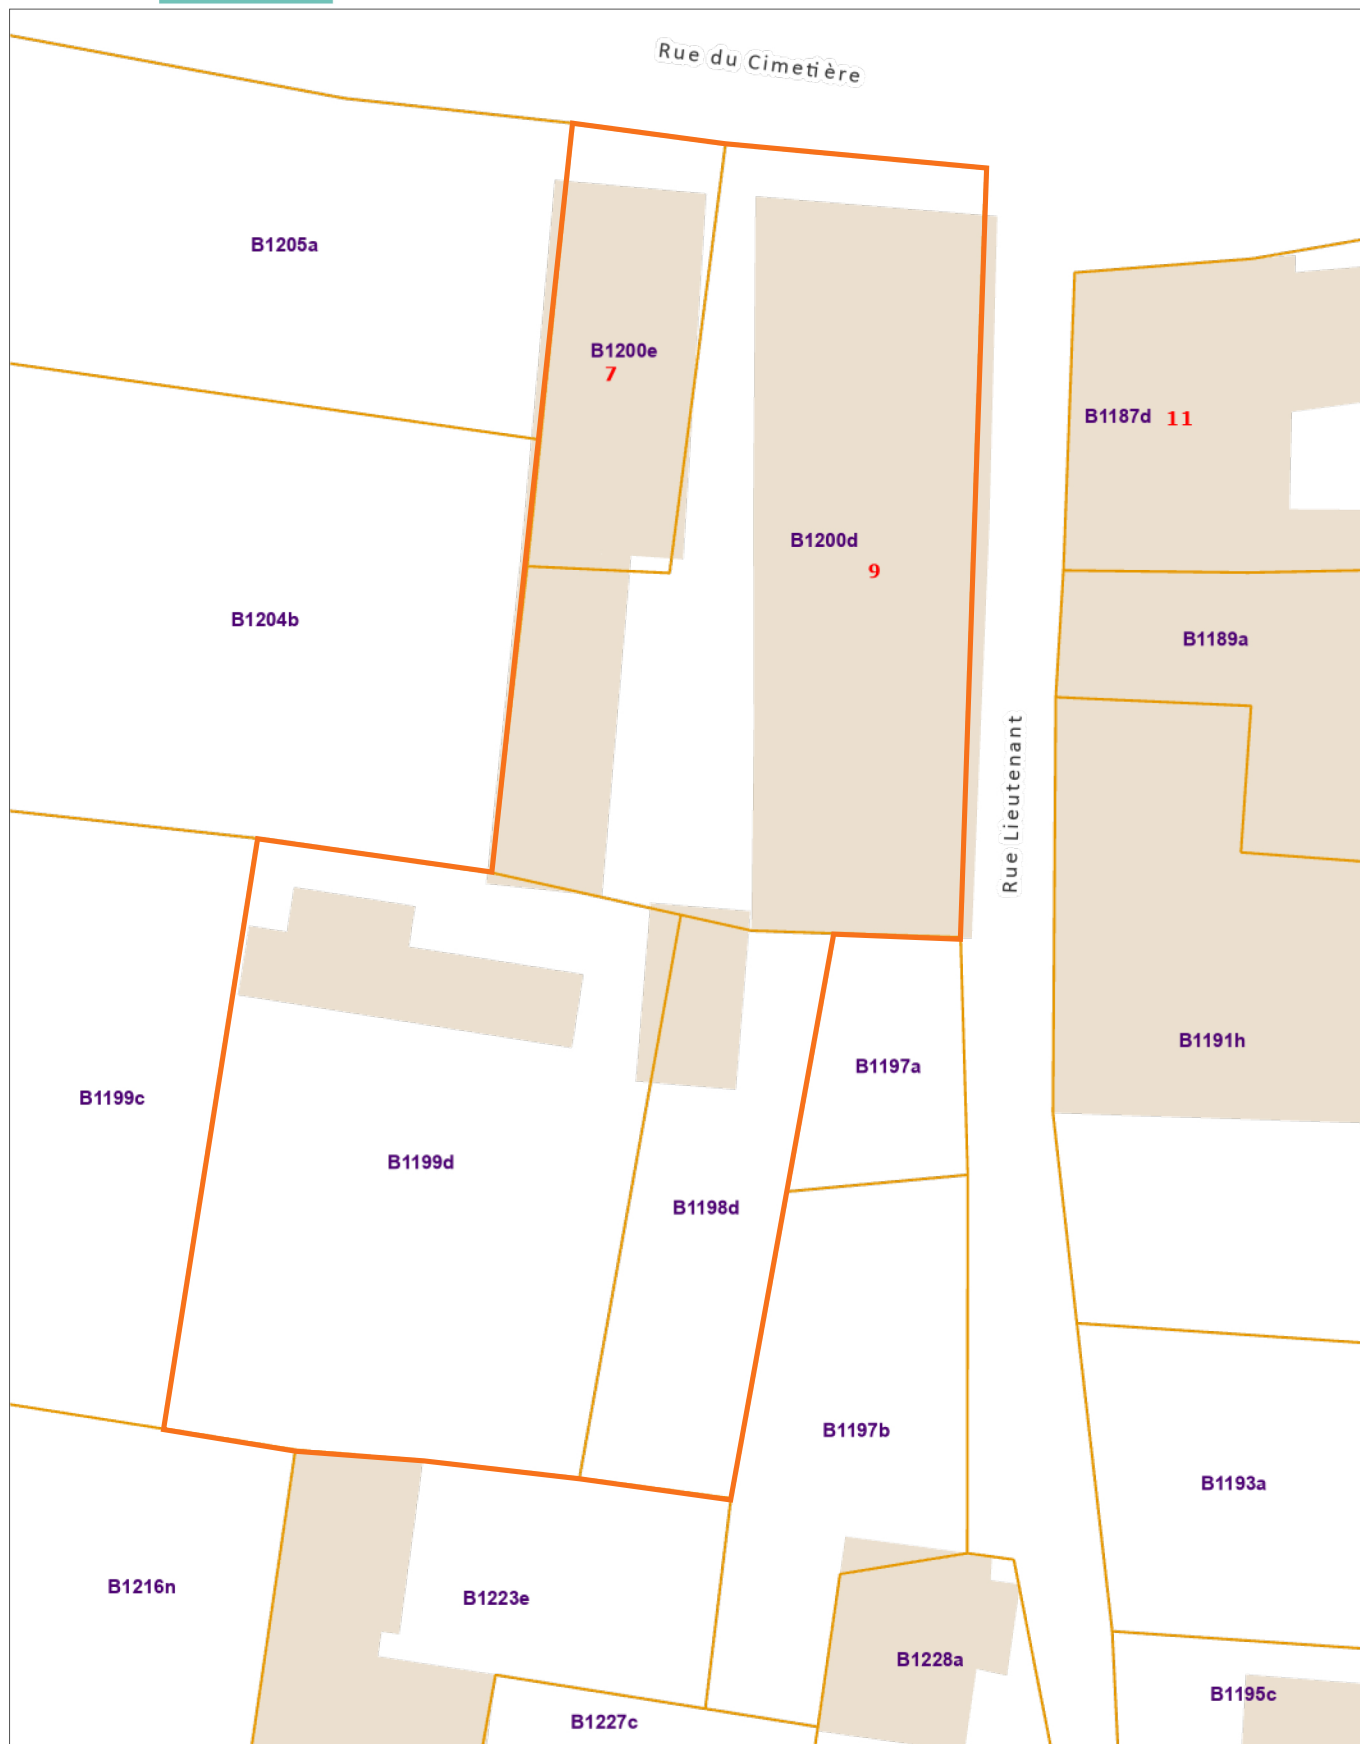 Rue du Cimetière
B1205a
B1200e
7
B1187d 11
B1200d
9
B1204b
B1189a
Rue Lieutenant
B1191h
B1197a
B1199c
B1199d
B1198d
B1197b
B1193a
B1216n
B1223e
B1228a
B1195c
B1227c